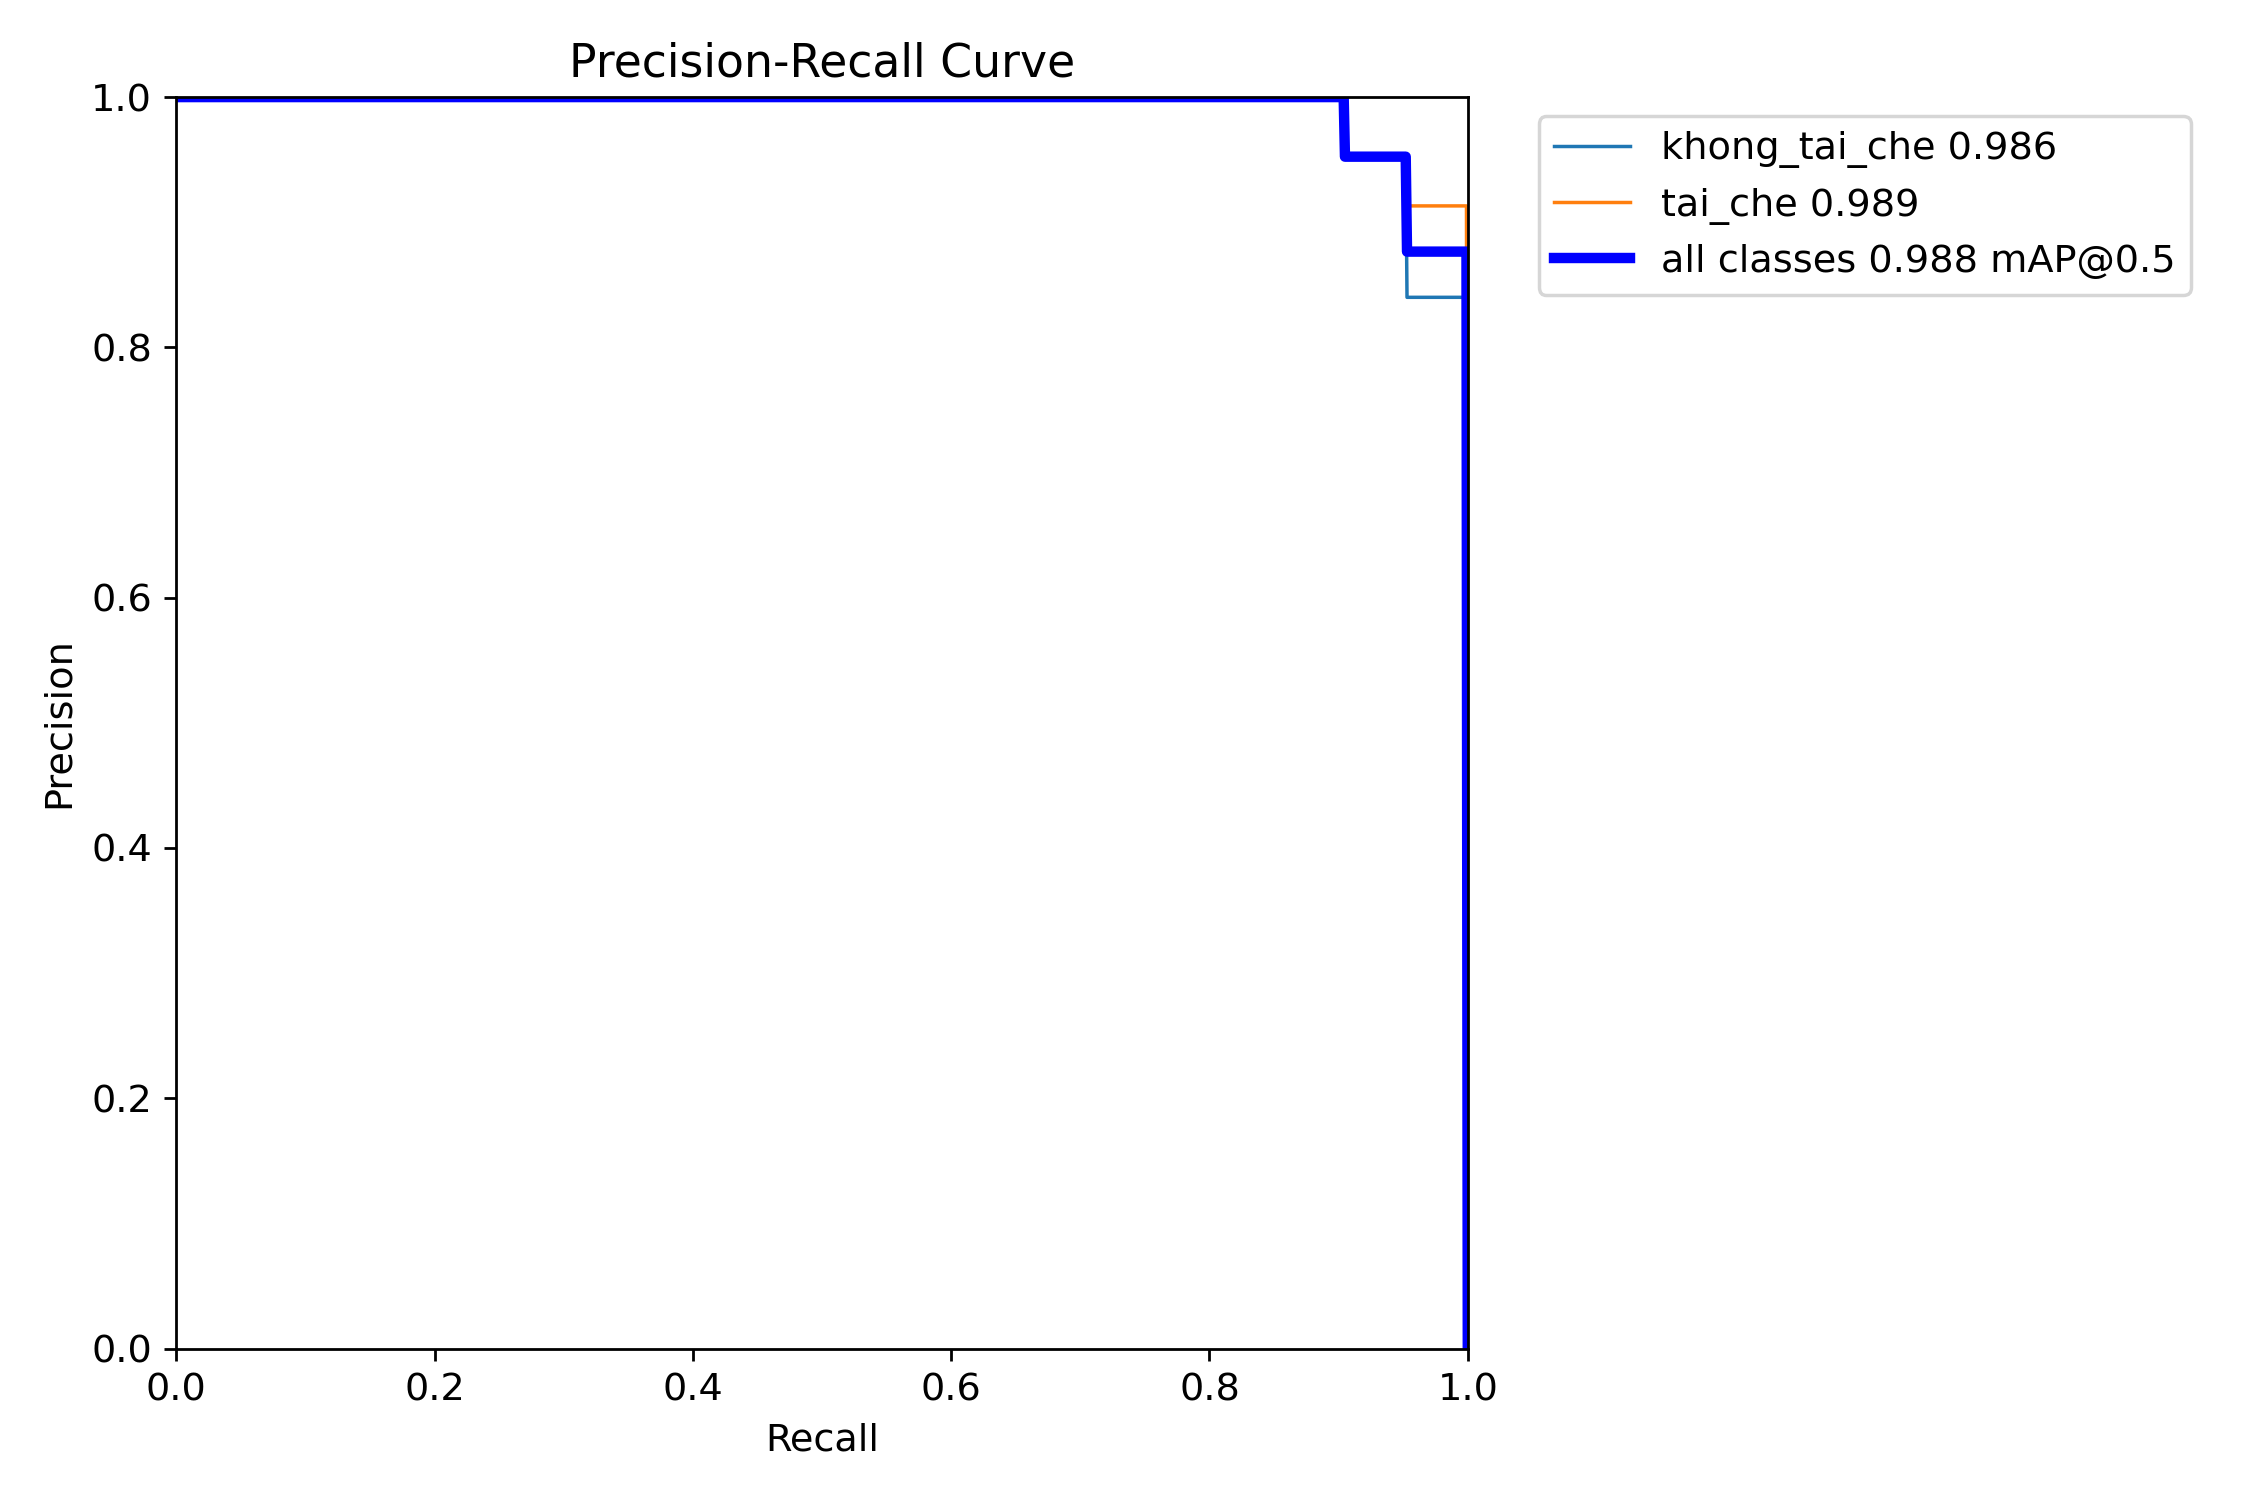 Precision-Recall Curve
1.0
0.8
0.6
0.4
0.2
0.0
Precision
0.0 0.2 0.4 0.6 0.8 1.0
Recall
khong_tai_che 0.986
tai_che 0.989
all classes 0.988 mAP@0.5